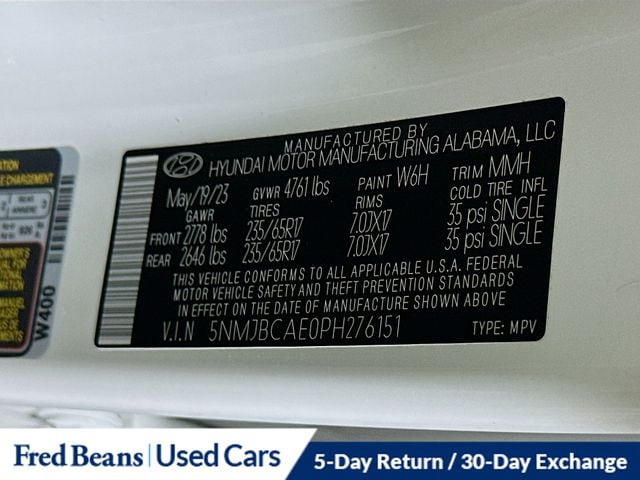 MANUFACTURED BY
HYUNDAI MOTOR MANUFACTURING ALABAMA, LLC
May/19/23 GVWR 4761 lbs PAINT W6H TRIM MMH
GAWR TIRES RIMS COLD TIRE INFL
FRONT 2778 lbs 235/65R17 7.0JX17 35 psi SINGLE
REAR 2646 lbs 235/65R17 7.0JX17 35 psi SINGLE
THIS VEHICLE CONFORMS TO ALL APPLICABLE U.S.A. FEDERAL
MOTOR VEHICLE SAFETY AND THEFT PREVENTION STANDARDS
IN EFFECT ON THE DATE OF MANUFACTURE SHOWN ABOVE
V.I.N 5NMJBCAE0PH276151 TYPE: MPV
W400
Fred Beans | Used Cars
5-Day Return / 30-Day Exchange